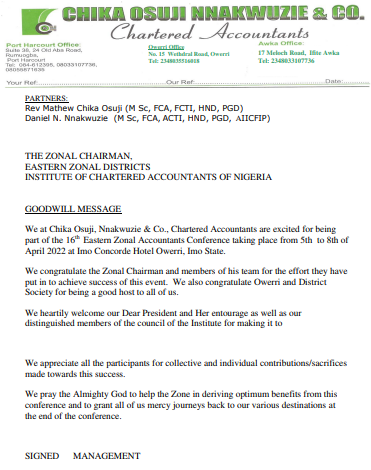 CHIKA OSUJI NNAKWUZIE & CO.
Chartered Accountants
Port Harcourt Office:
Suite 38, 24 Old Aba Road,
Rumuogba,
Port Harcourt
Tel: 084-612395, 08033107736,
08056671635
Owerri Office
No. 15 Wethdral Road, Owerri
Tel: 2348035516018
Awka Office:
17 Moloch Road, Ifite Awka
Tel: 2348033107736
Your Ref: Our Ref: Date:
PARTNERS:
Rev Mathew Chika Osuji (M Sc, FCA, FCTI, HND, PGD)
Daniel N. Nnakwuzie (M Sc, FCA, ACTI, HND, PGD, AIICFIP)
THE ZONAL CHAIRMAN,
EASTERN ZONAL DISTRICTS
INSTITUTE OF CHARTERED ACCOUNTANTS OF NIGERIA
GOODWILL MESSAGE
We at Chika Osuji, Nnakwuzie & Co., Chartered Accountants are excited for being
part of the 16th Eastern Zonal Accountants Conference taking place from 5th to 8th of
April 2022 at Imo Concorde Hotel Owerri, Imo State.
We congratulate the Zonal Chairman and members of his team for the effort they have
put in to achieve success of this event. We also congratulate Owerri and District
Society for being a good host to all of us.
We heartily welcome our Dear President and Her entourage as well as our
distinguished members of the council of the Institute for making it to
We appreciate all the participants for collective and individual contributions/sacrifices
made towards this success.
We pray the Almighty God to help the Zone in deriving optimum benefits from this
conference and to grant all of us mercy journeys back to our various destinations at
the end of the conference.
SIGNED MANAGEMENT